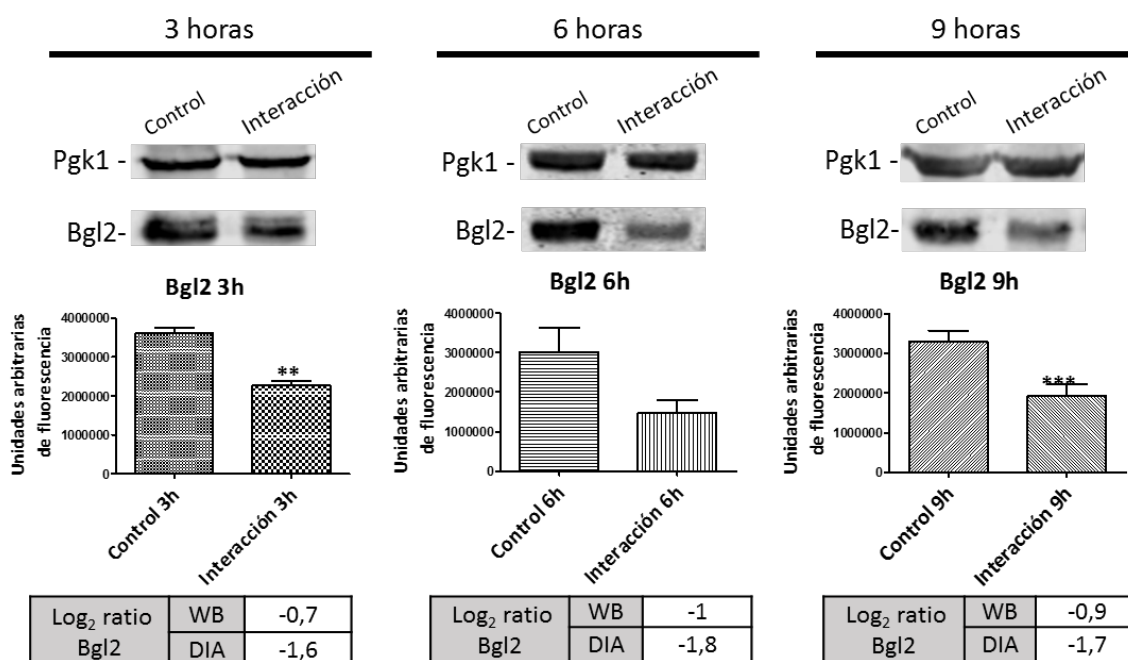 3 horas
Control
Interacción
Pgk1 -
Bgl2-
Bgl2 3h
Unidades arbitrarias
de fluorescencia
4000000
3000000
2000000
1000000
0
**
Control 3h
Interacción 3h
Log2 ratio
Bgl2
WB
-0,7
DIA
-1,6
6 horas
Control
Interacción
Pgk1 -
Bgl2-
Bgl2 6h
Unidades arbitrarias
de fluorescencia
4000000
3000000
2000000
1000000
0
Control 6h
Interacción 6h
Log2 ratio
Bgl2
WB
-1
DIA
-1,8
9 horas
Control
Interacción
Pgk1 -
Bgl2-
Bgl2 9h
Unidades arbitrarias
de fluorescencia
4000000
3000000
2000000
1000000
0
***
Control 9h
Interacción 9h
Log2 ratio
Bgl2
WB
-0,9
DIA
-1,7